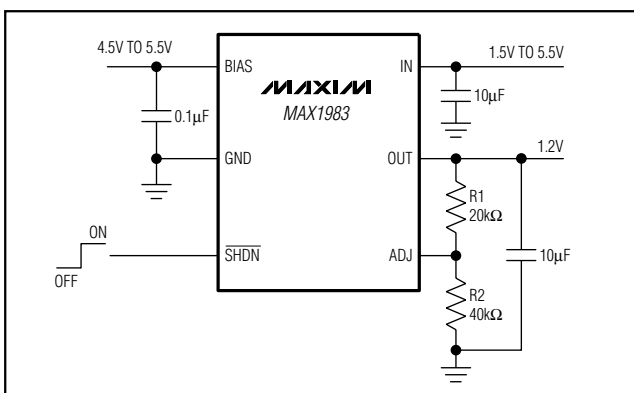 4.5V TO 5.5V
BIAS
IN
1.5V TO 5.5V
MAXIM
MAX1983
0.1µF
10µF
GND
OUT
1.2V
R1
20kΩ
ON
OFF
SHDN
ADJ
10µF
R2
40kΩ